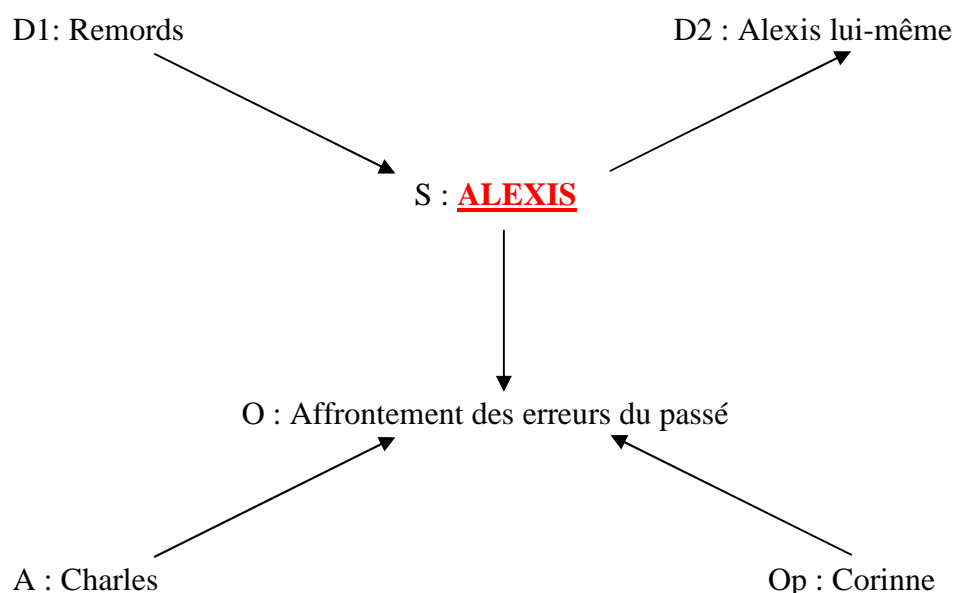 D1: Remords
D2 : Alexis lui-même
S : ALEXIS
O : Affrontement des erreurs du passé
A : Charles
Op : Corinne